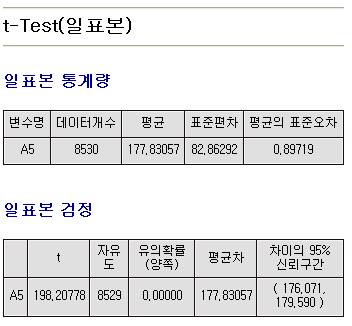 t-Test(일표본)
일표본 통계량
변수명 데이터개수 평균 표준편차 평균의 표준오차
A5 8530 177,83057 82,86292 0,89719
일표본 검정
t 자유도 유의확률(양쪽) 평균차 차이의 95% 신뢰구간
A5 198,20778 8529 0,00000 177,83057 ( 176,071, 179,590 )